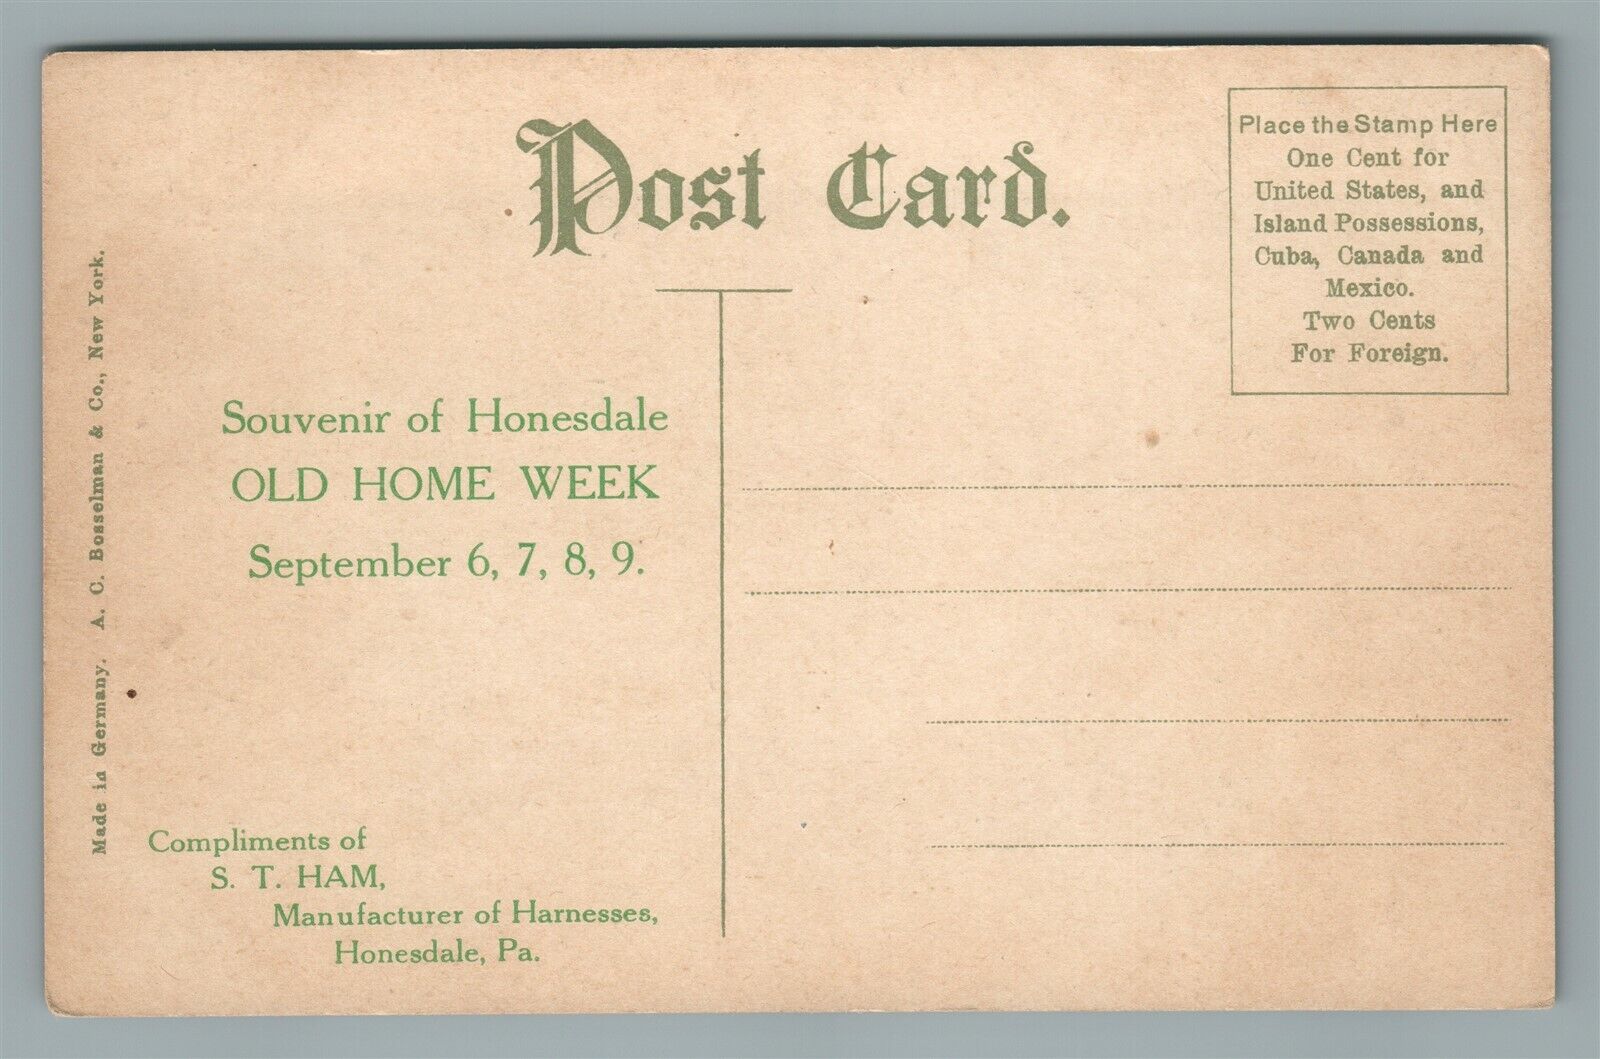 Post Card.
Place the Stamp Here
One Cent for
United States, and
Island Possessions,
Cuba, Canada and
Mexico.
Two Cents
For Foreign.
Made in Germany. A. C. Bosselman & Co., New York.
Souvenir of Honesdale
OLD HOME WEEK
September 6, 7, 8, 9.
Compliments of
S. T. HAM,
Manufacturer of Harnesses,
Honesdale, Pa.